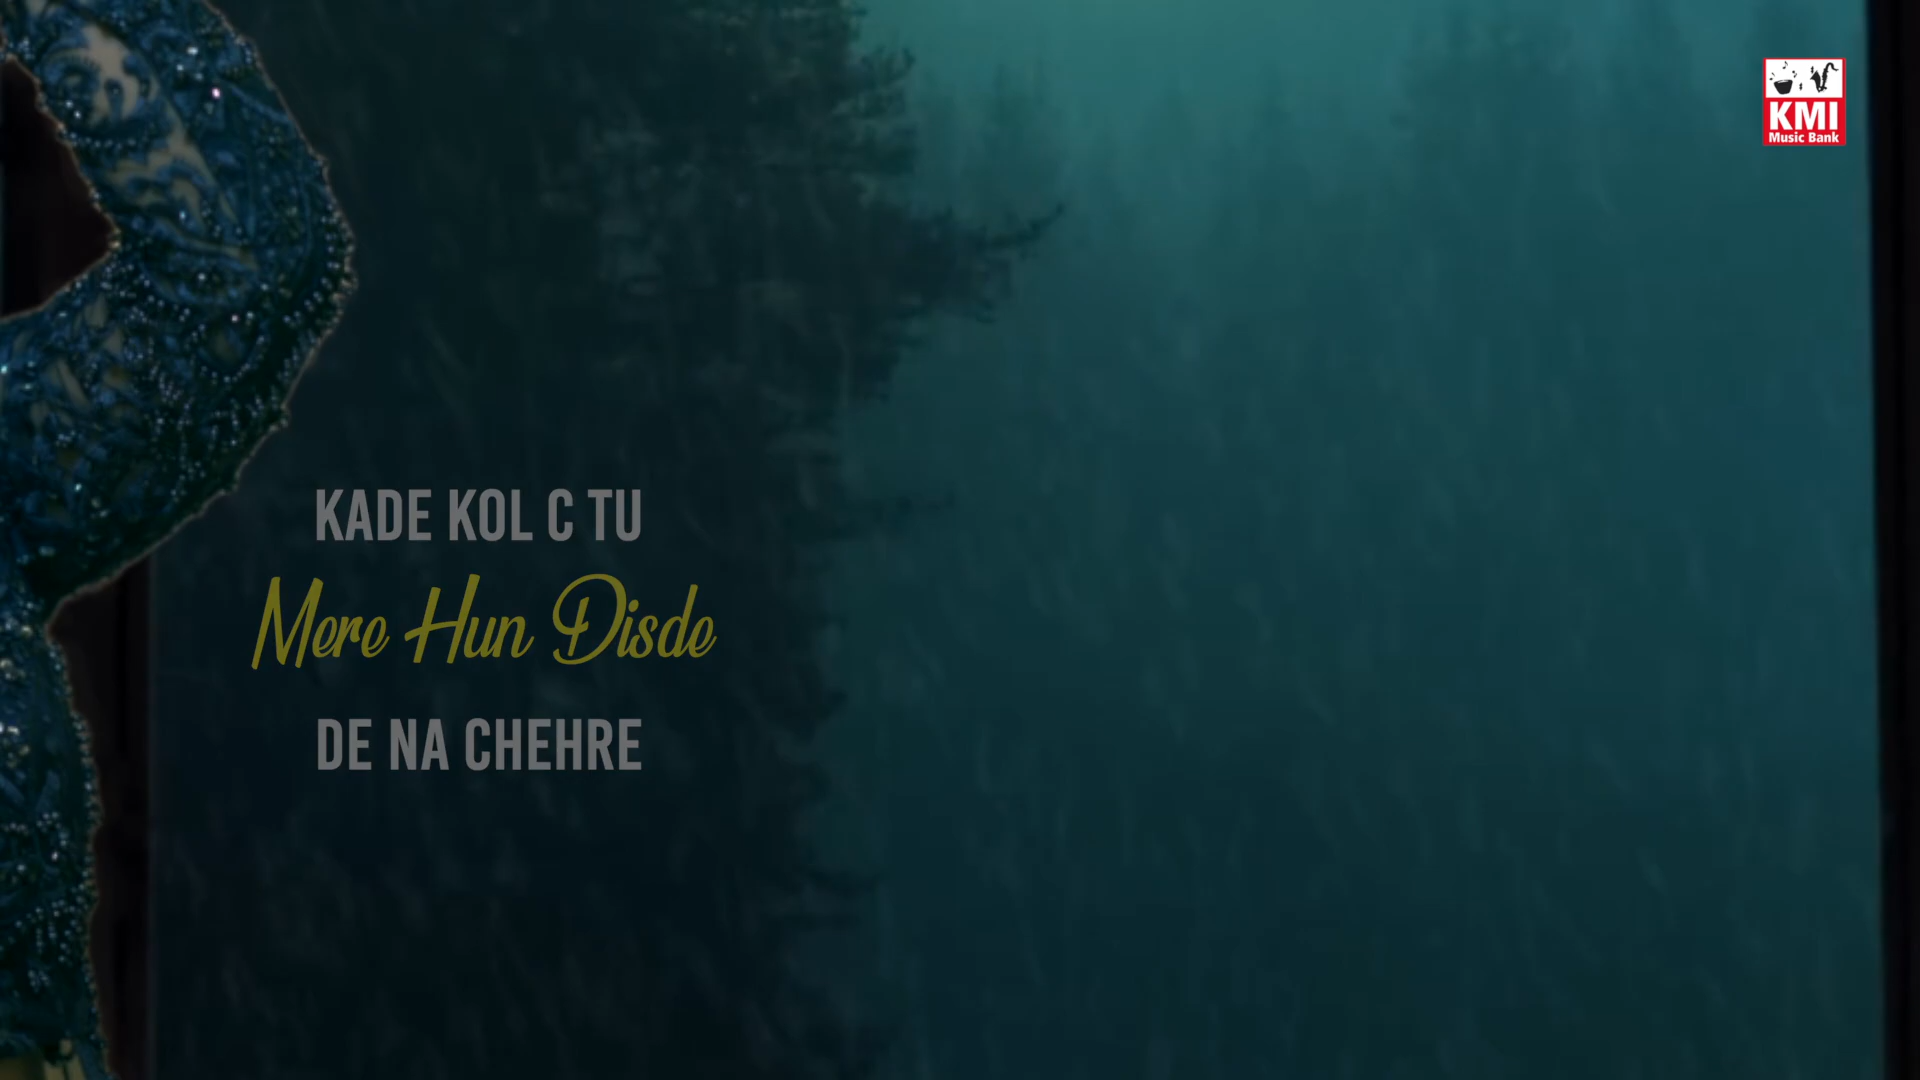 KMI
Music Bank
KADE KOL C TU
Mere Hun Disde
DE NA CHEHRE